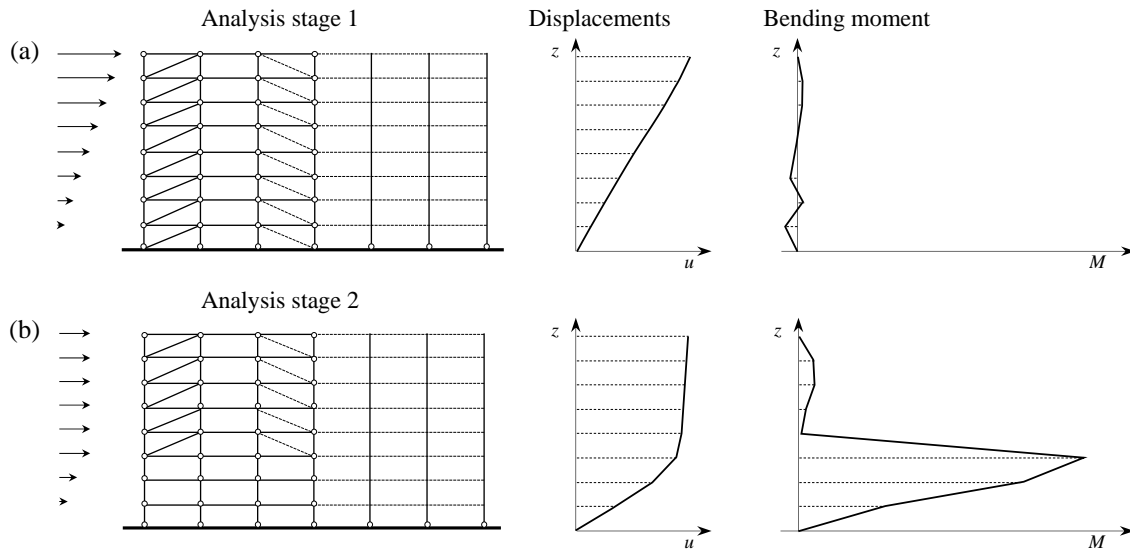 Analysis stage 1
Displacements
Bending moment
(a)
z
z
u
M
Analysis stage 2
(b)
z
z
u
M